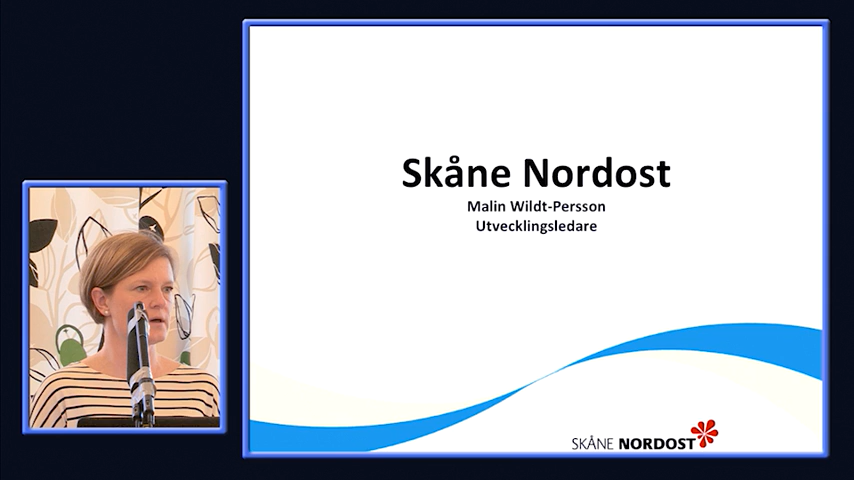 Skåne Nordost
Malin Wildt-Persson
Utvecklingsledare
SKÅNE NORDOST